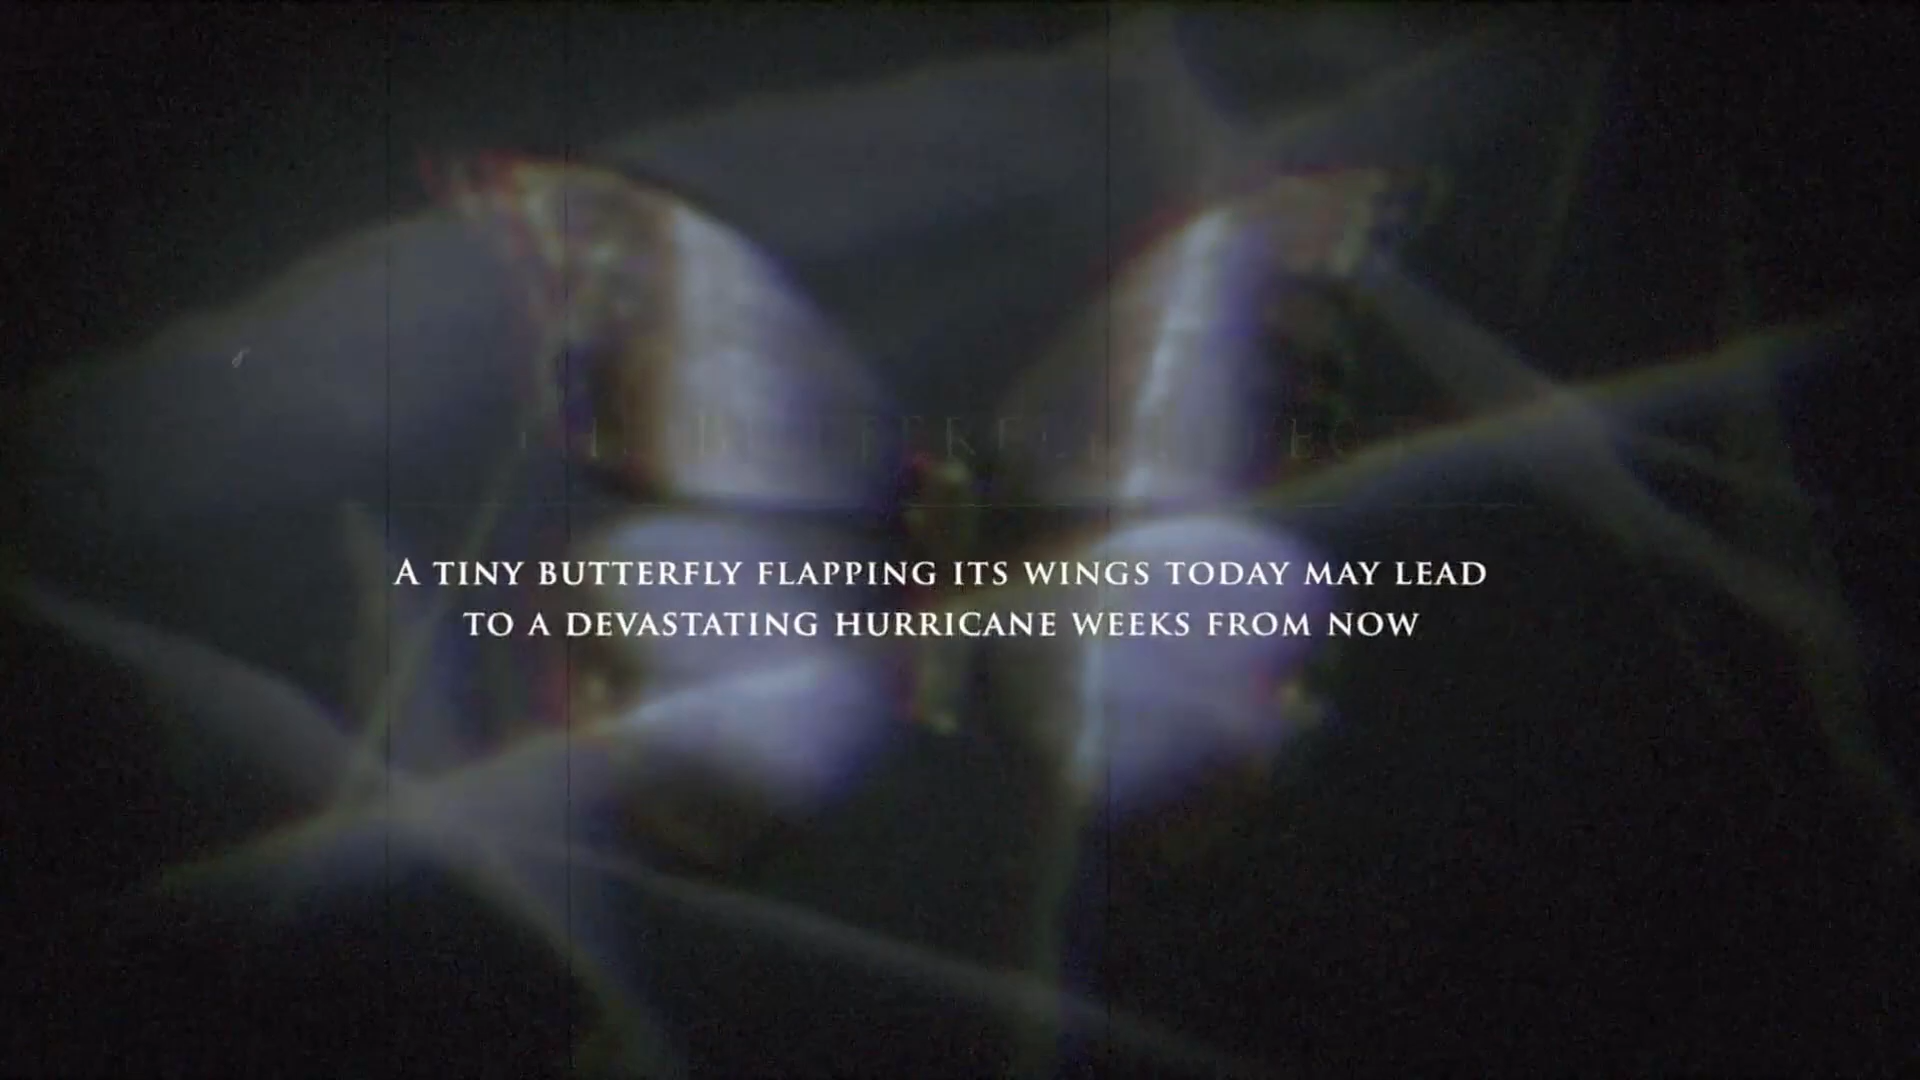 A TINY BUTTERFLY FLAPPING ITS WINGS TODAY MAY LEAD
TO A DEVASTATING HURRICANE WEEKS FROM NOW